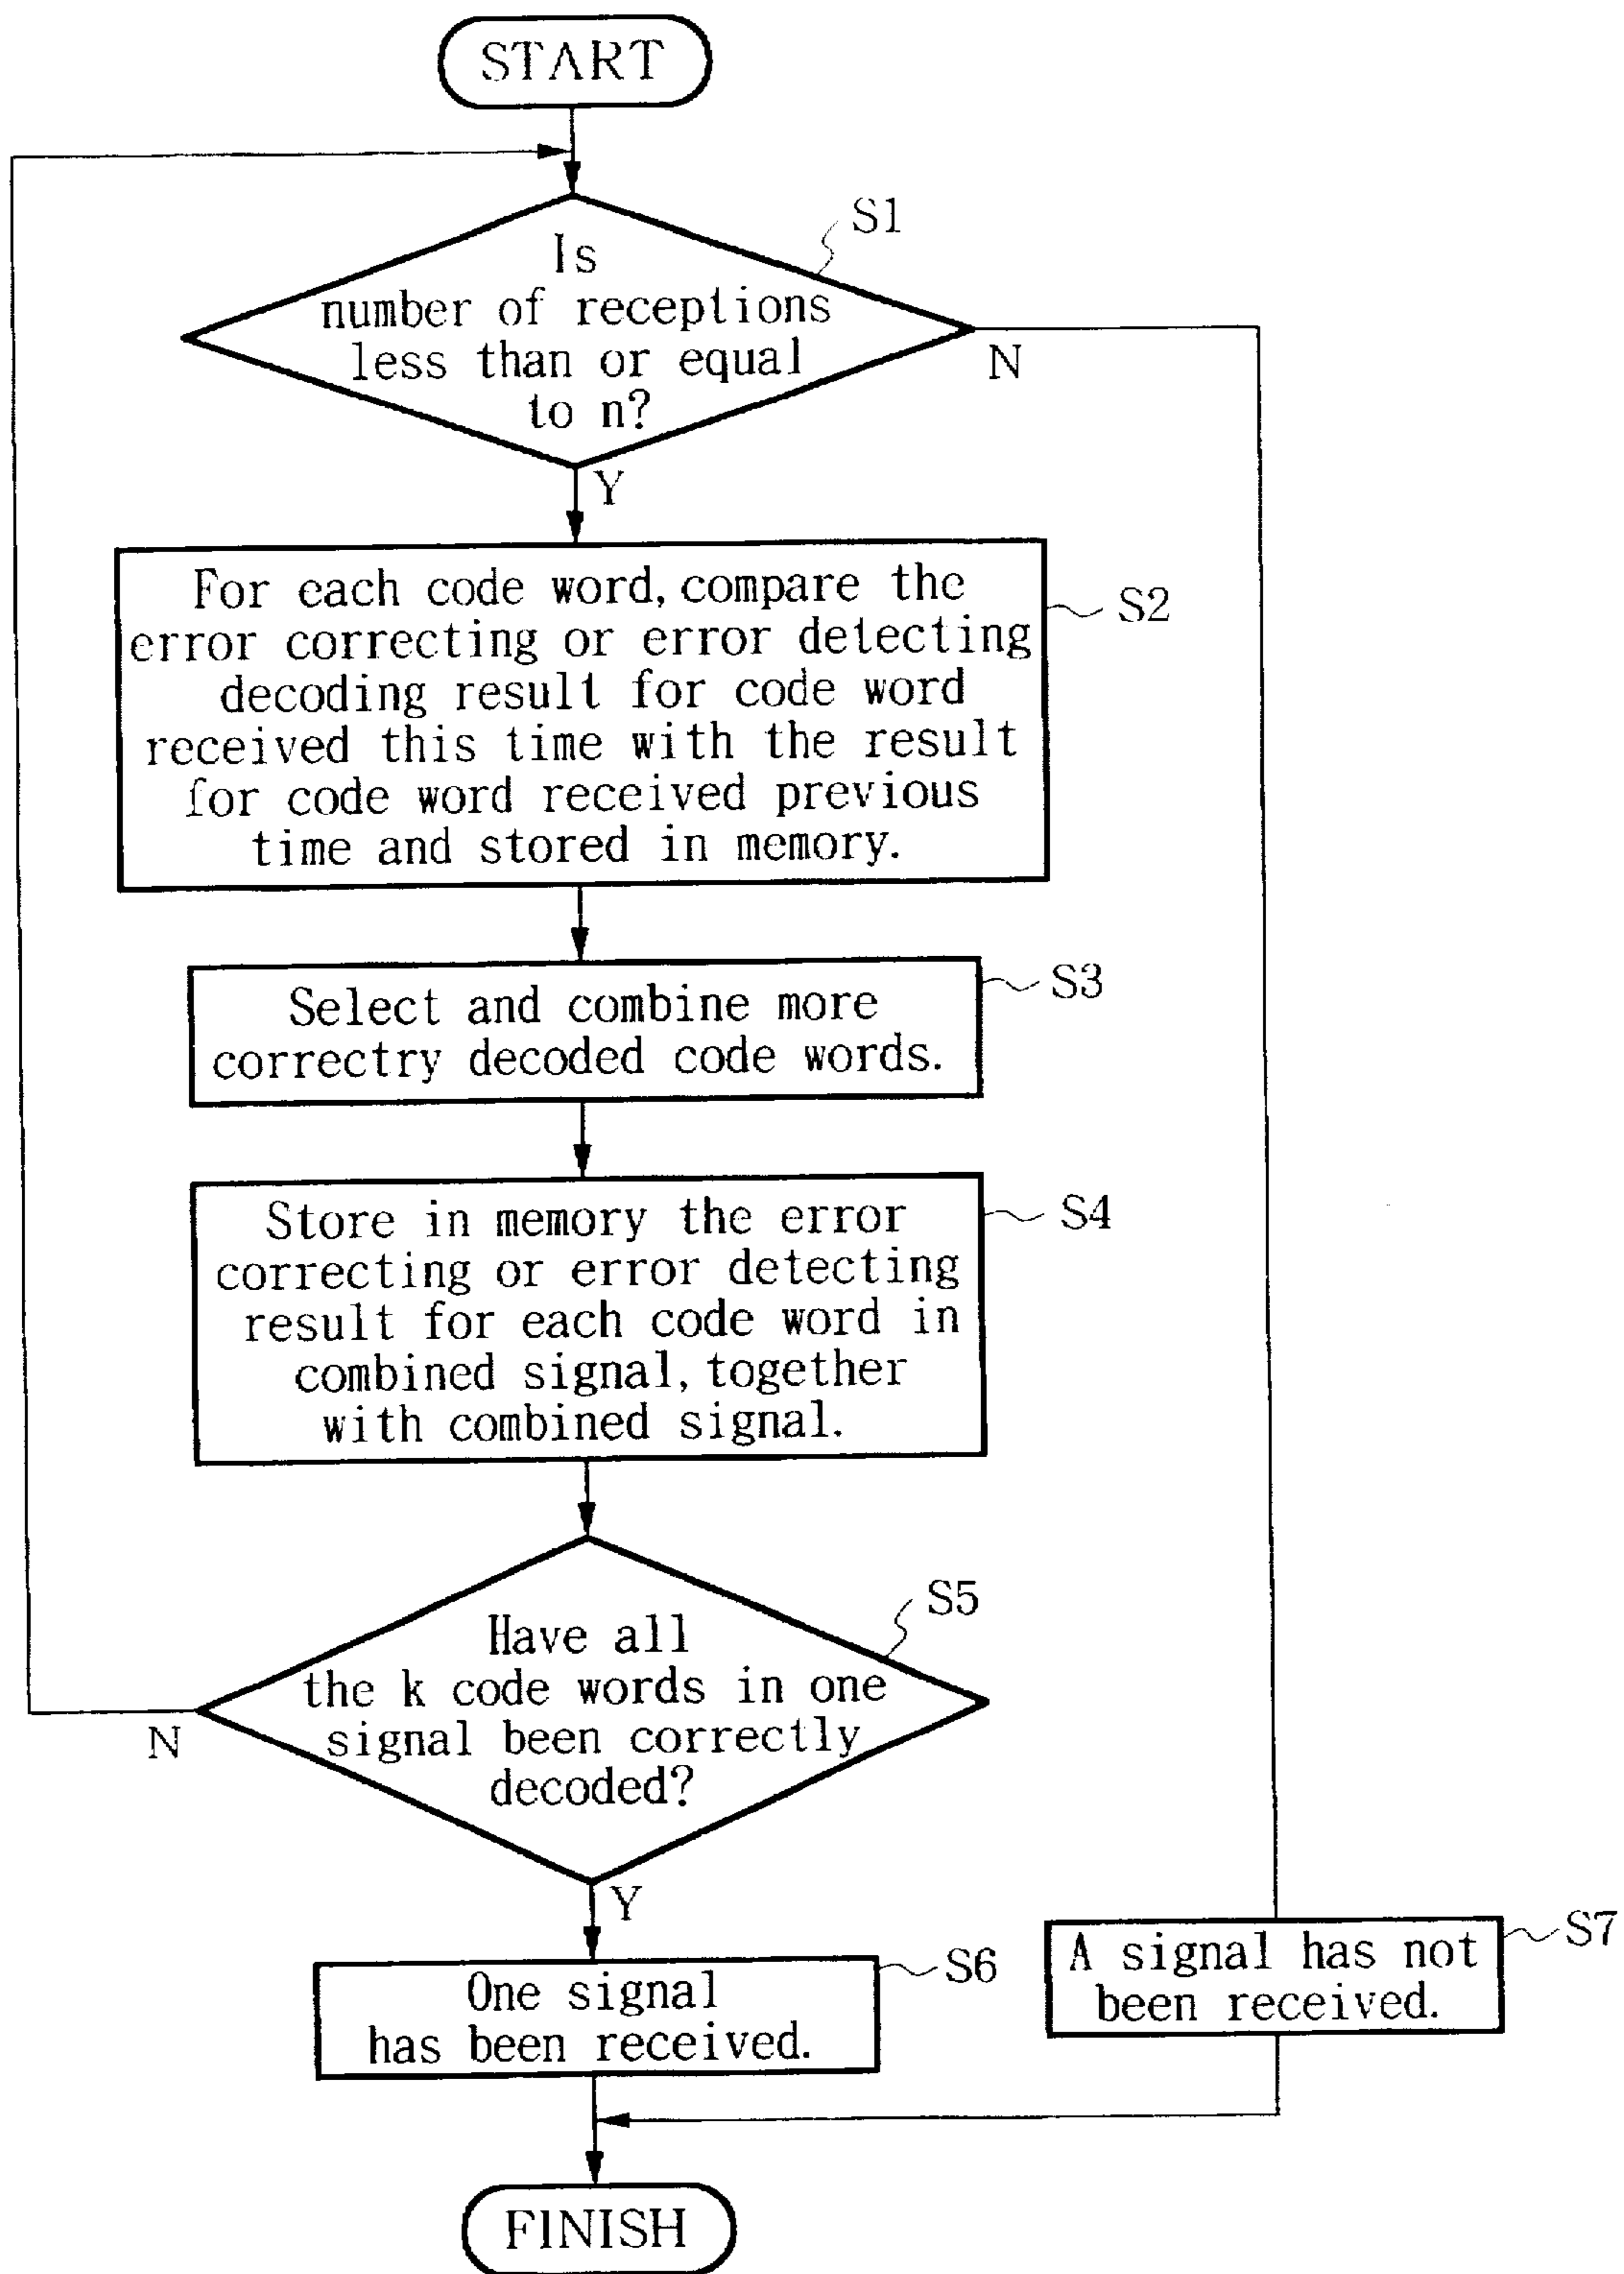 START
S1
Is
number of receptions
less than or equal
to n?
N
Y
For each code word, compare the
error correcting or error detecting
decoding result for code word
received this time with the result
for code word received previous
time and stored in memory.
S2
Select and combine more
correctry decoded code words.
S3
Store in memory the error
correcting or error detecting
result for each code word in
combined signal, together
with combined signal.
S4
S5
Have all
the k code words in one
signal been correctly
decoded?
N
Y
One signal
has been received.
S6
A signal has not
been received.
S7
FINISH